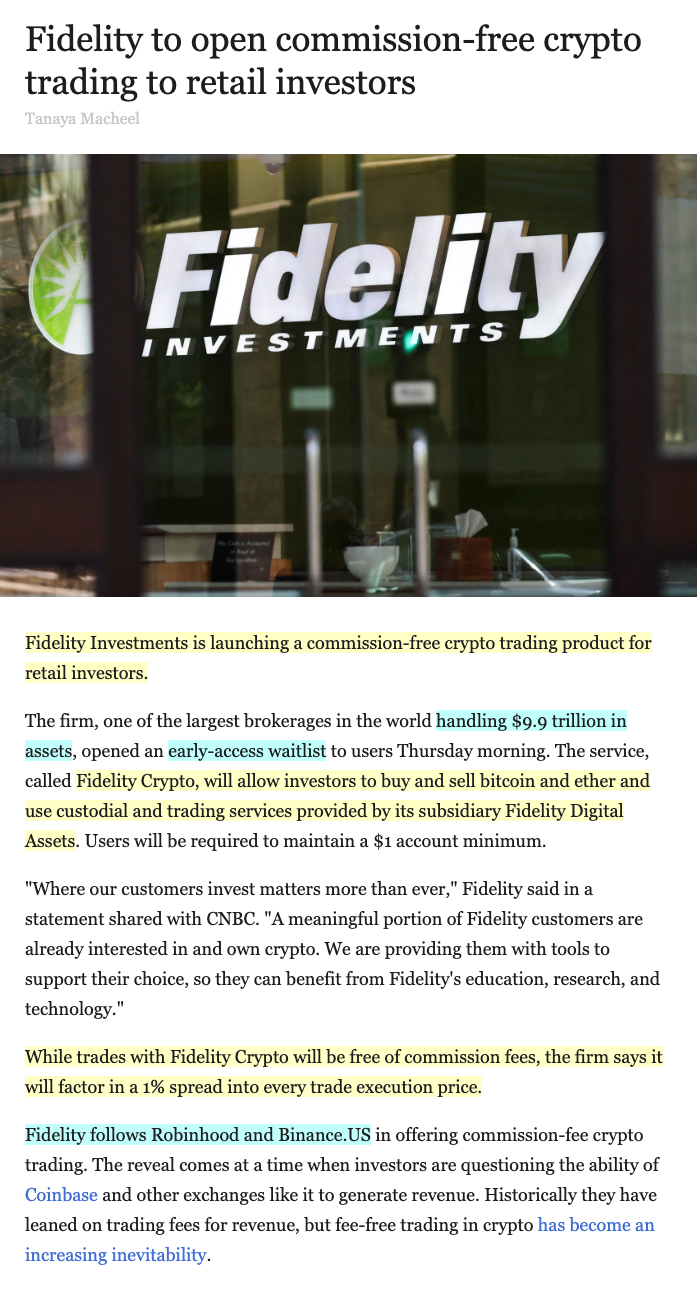 Fidelity to open commission-free crypto
trading to retail investors
Tanaya Macheel
Fidelity
INVESTMENTS
No Cash is Accepted
or Kept at
this Location
Fidelity Investments is launching a commission-free crypto trading product for
retail investors.
The firm, one of the largest brokerages in the world handling $9.9 trillion in
assets, opened an early-access waitlist to users Thursday morning. The service,
called Fidelity Crypto, will allow investors to buy and sell bitcoin and ether and
use custodial and trading services provided by its subsidiary Fidelity Digital
Assets. Users will be required to maintain a $1 account minimum.
"Where our customers invest matters more than ever," Fidelity said in a
statement shared with CNBC. "A meaningful portion of Fidelity customers are
already interested in and own crypto. We are providing them with tools to
support their choice, so they can benefit from Fidelity's education, research, and
technology."
While trades with Fidelity Crypto will be free of commission fees, the firm says it
will factor in a 1% spread into every trade execution price.
Fidelity follows Robinhood and Binance.US in offering commission-fee crypto
trading. The reveal comes at a time when investors are questioning the ability of
Coinbase and other exchanges like it to generate revenue. Historically they have
leaned on trading fees for revenue, but fee-free trading in crypto has become an
increasing inevitability.